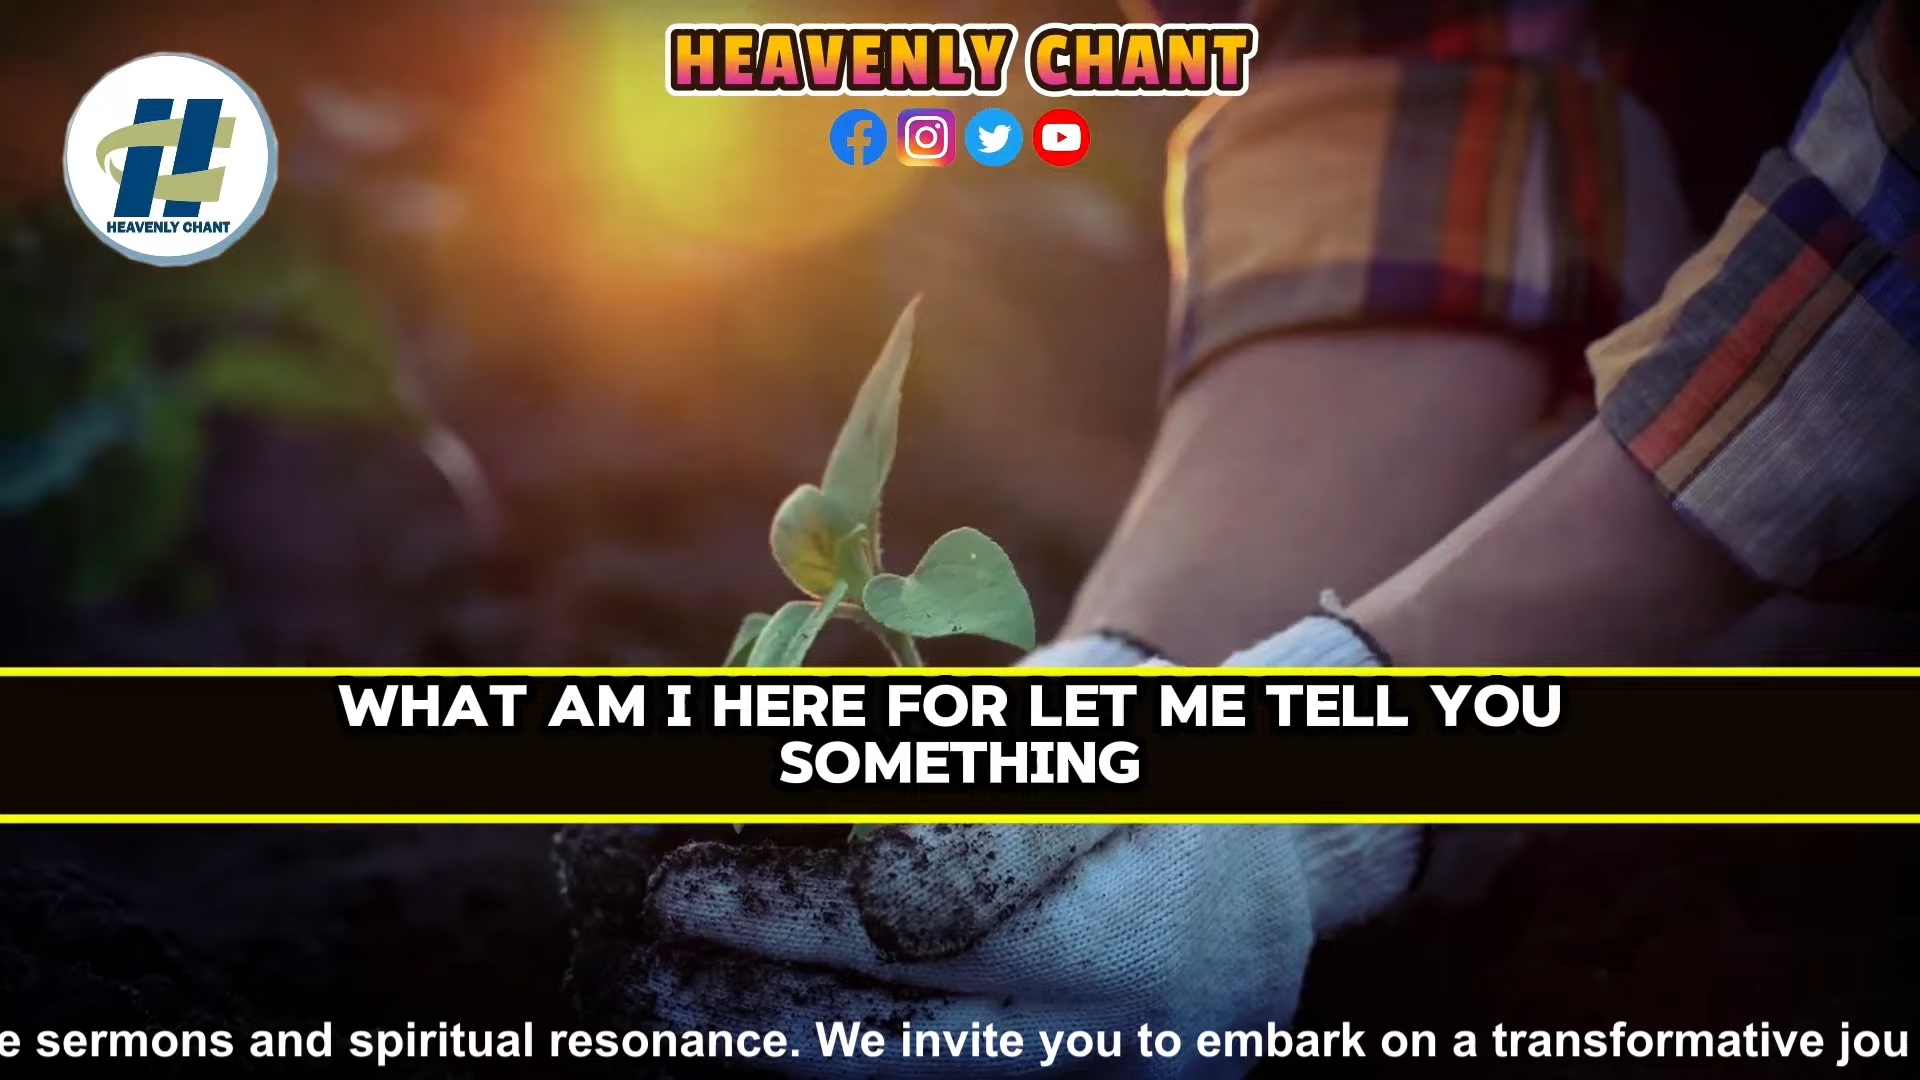 HEAVENLY CHANT
HEAVENLY CHANT
WHAT AM I HERE FOR LET ME TELL YOU
SOMETHING
e sermons and spiritual resonance. We invite you to embark on a transformative jou